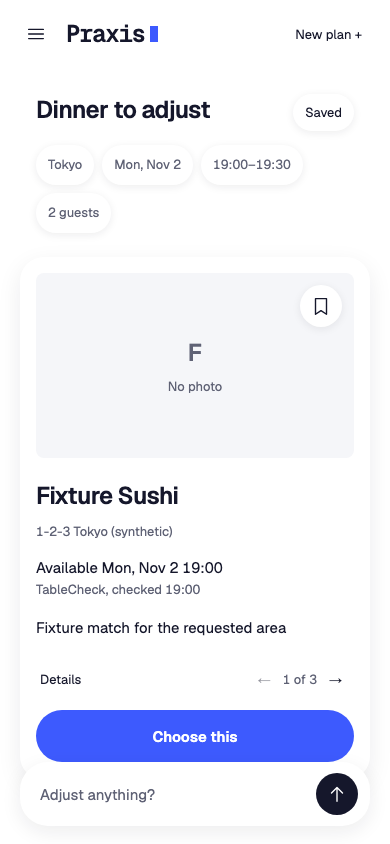 Praxis
New plan +
Dinner to adjust
Saved
Tokyo
Mon, Nov 2
19:00–19:30
2 guests
F
No photo
Fixture Sushi
1-2-3 Tokyo (synthetic)
Available Mon, Nov 2 19:00
TableCheck, checked 19:00
Fixture match for the requested area
Details
← 1 of 3 →
Choose this
Adjust anything?